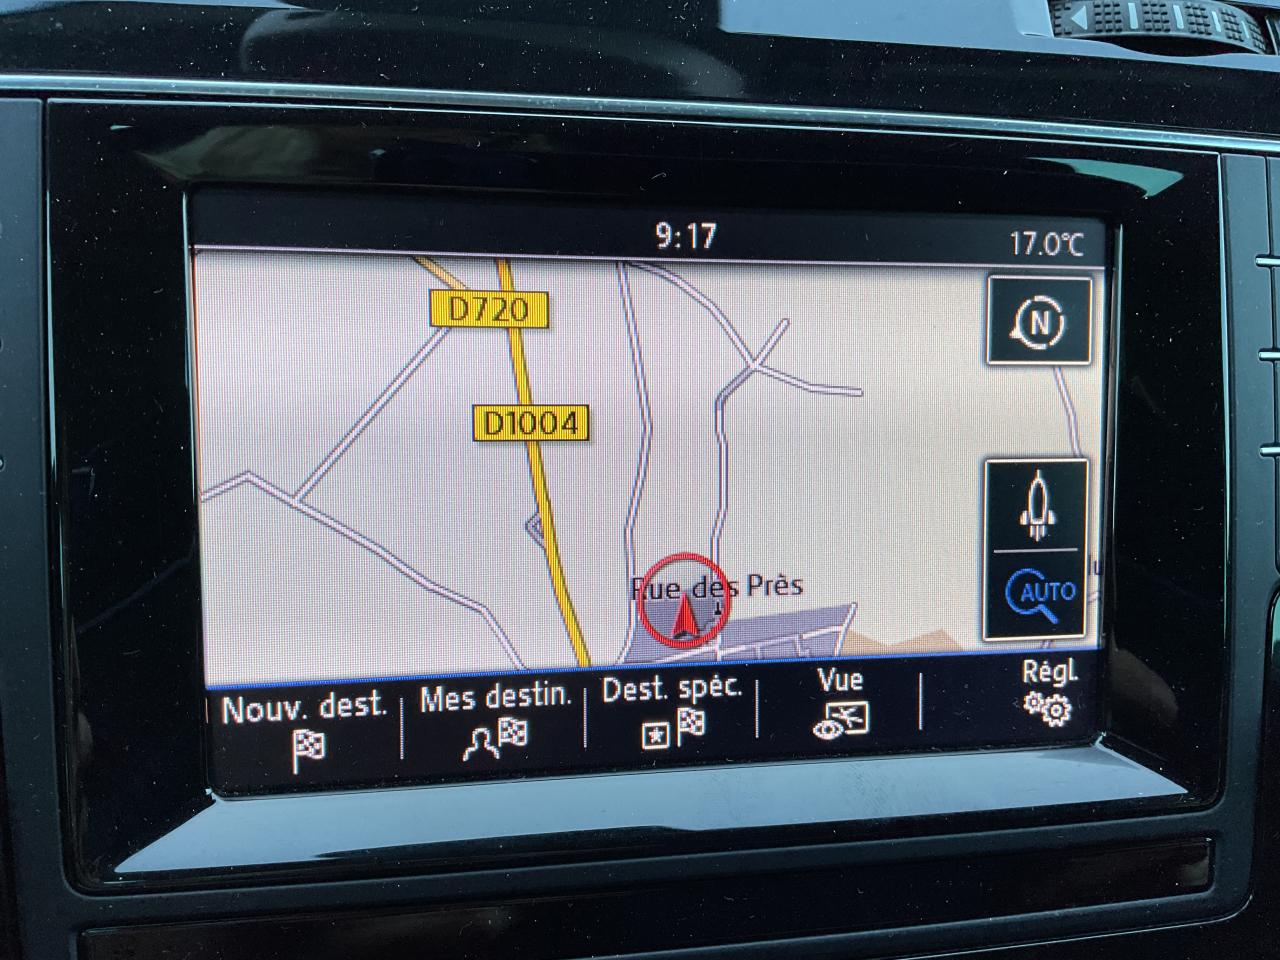 9:17
17.0°C
D720
N
D1004
Rue des Près
AUTO
Nouv. dest.
Mes destin.
Dest. spéc.
Vue
Régl.